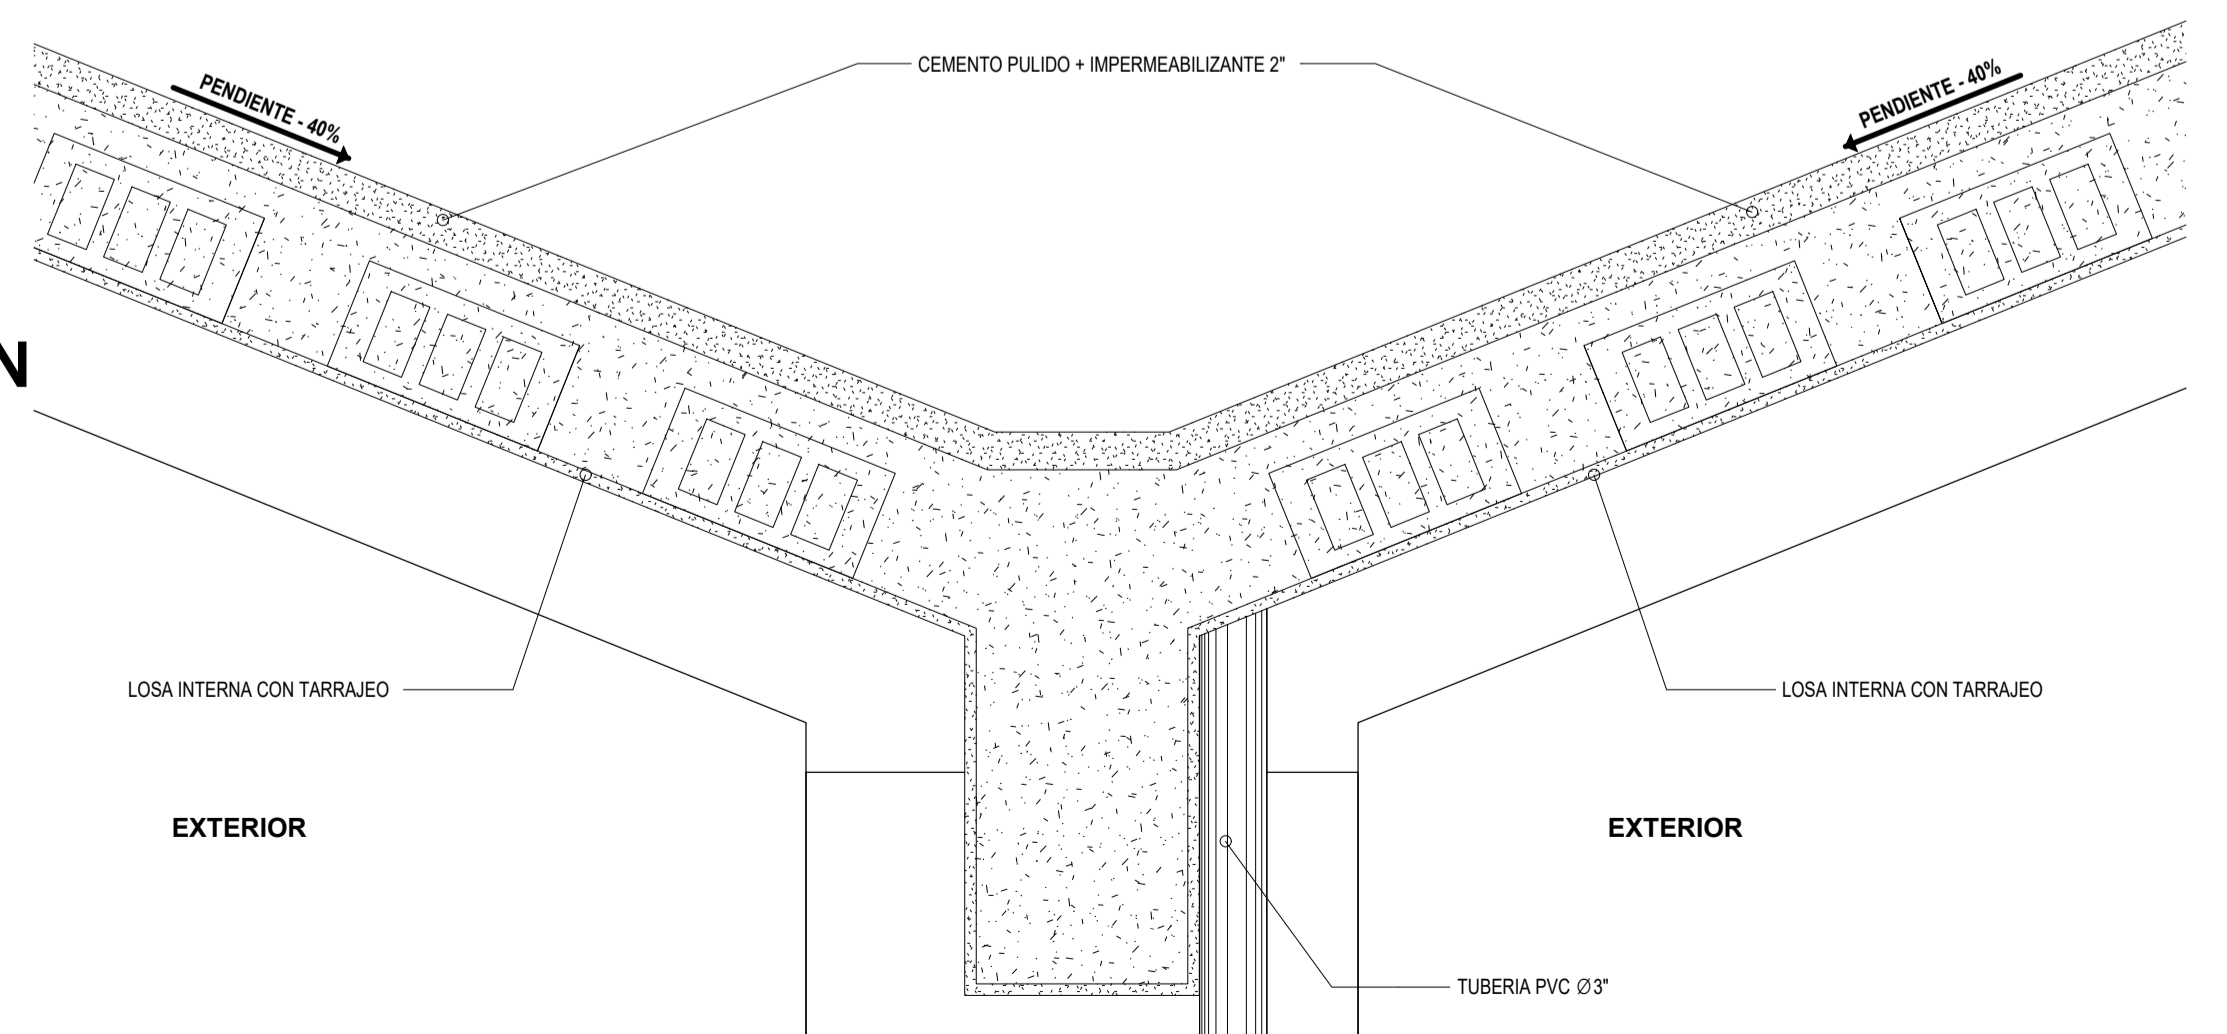 CEMENTO PULIDO + IMPERMEABILIZANTE 2"
PENDIENTE - 40%
PENDIENTE - 40%
N
LOSA INTERNA CON TARRAJEO
LOSA INTERNA CON TARRAJEO
EXTERIOR
EXTERIOR
TUBERIA PVC ∅3"